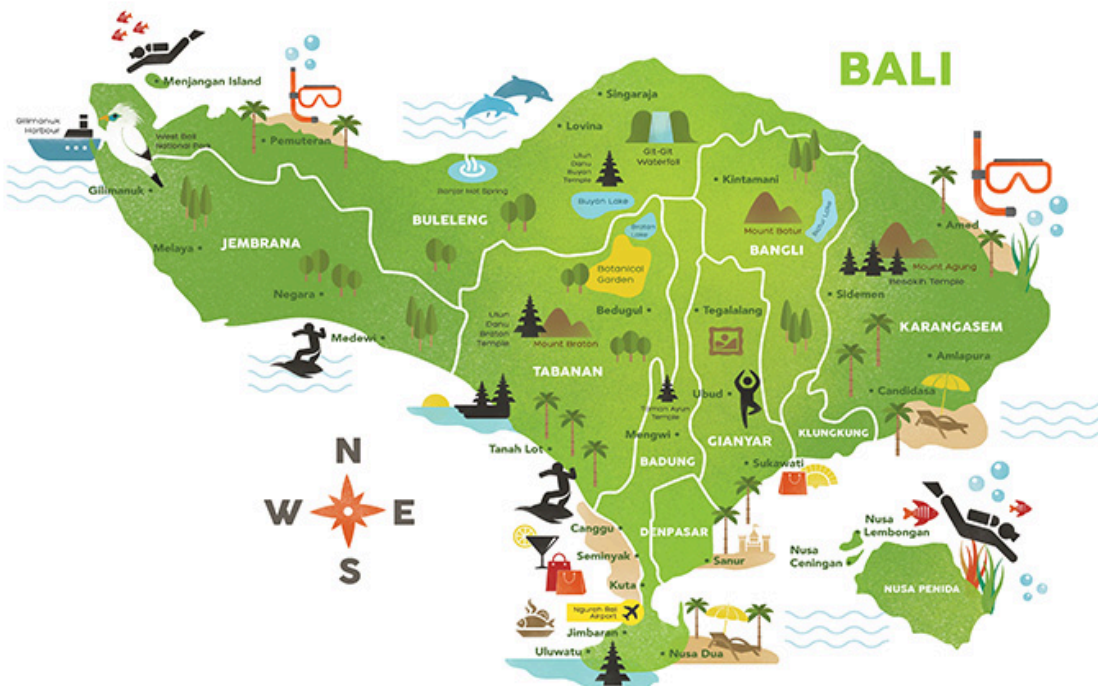 BALI
Menjangan Island
Gilimanuk
Harbour
West Bali
National Park
Pemuteran
Gilimanuk
Melaya
JEMBRANA
Negara
Medewi
Singaraja
Lovina
Git-Git
Waterfall
Banjar Hot Spring
Ulun
Danu
Buyan
Temple
Buyan Lake
BULELENG
Bratan
Lake
Botanical
Garden
Bedugul
Ulun
Danu
Bratan
Temple
Mount Bratan
TABANAN
Tanah Lot
Kintamani
Mount Batur
Batur Lake
BANGLI
Tegalalang
Ubud
Taman Ayun
Temple
Mengwi
BADUNG
GIANYAR
Sukawati
KLUNGKUNG
Amed
Mount Agung
Besakih Temple
Sidemen
KARANGASEM
Amlapura
Candidasa
N
W
E
S
Canggu
Seminyak
Kuta
DENPASAR
Sanur
Ngurah Rai
Airport
Jimbaran
Uluwatu
Nusa Dua
Nusa
Lembongan
Nusa
Ceningan
NUSA PENIDA